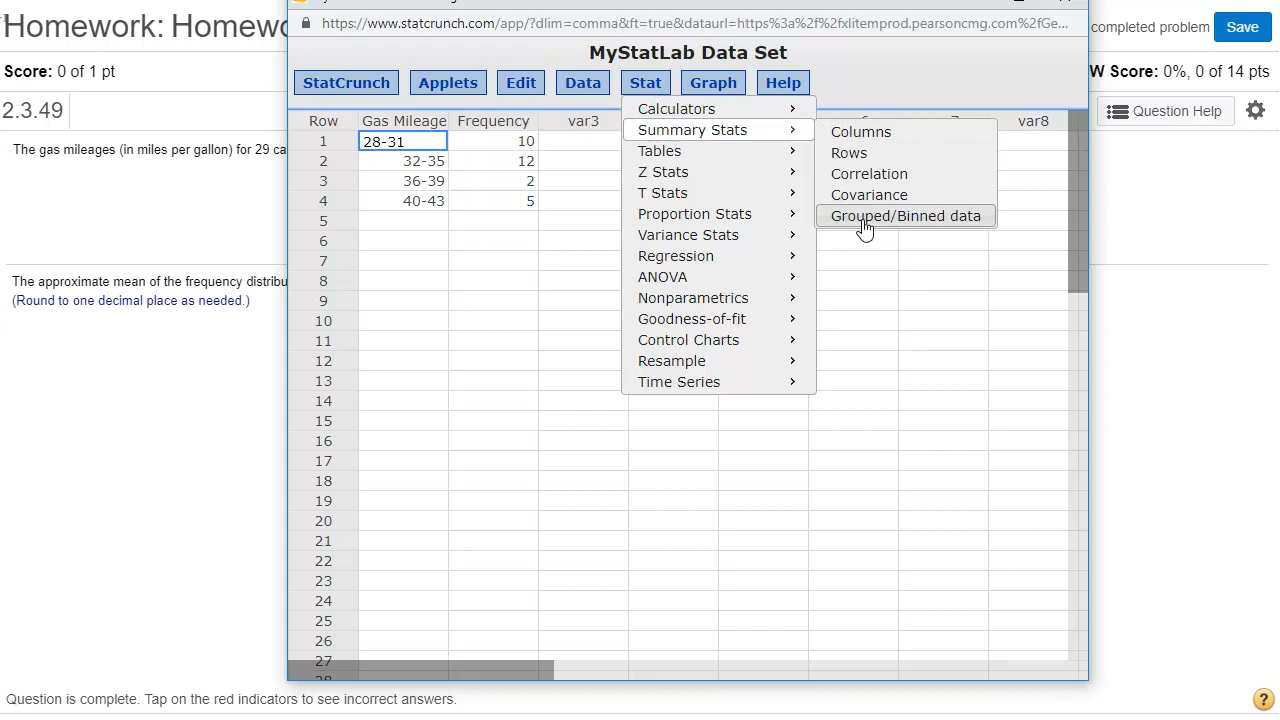 Homework: Homewo
completed problem
Save
Score: 0 of 1 pt
W Score: 0%, 0 of 14 pts
2.3.49
Question Help
The gas mileages (in miles per gallon) for 29 ca
The approximate mean of the frequency distribu
(Round to one decimal place as needed.)
https://www.statcrunch.com/app/?dlim=comma&ft=true&dataurl=https%3a%2f%2fxlitemprod.pearsoncmg.com%2fGe...
MyStatLab Data Set
StatCrunch Applets Edit Data Stat Graph Help
Row Gas Mileage Frequency var3 var8
1 28-31 10
2 32-35 12
3 36-39 2
4 40-43 5
5
6
7
8
9
10
11
12
13
14
15
16
17
18
19
20
21
22
23
24
25
26
27
Calculators
Summary Stats
Tables
Z Stats
T Stats
Proportion Stats
Variance Stats
Regression
ANOVA
Nonparametrics
Goodness-of-fit
Control Charts
Resample
Time Series
Columns
Rows
Correlation
Covariance
Grouped/Binned data
Question is complete. Tap on the red indicators to see incorrect answers.
?